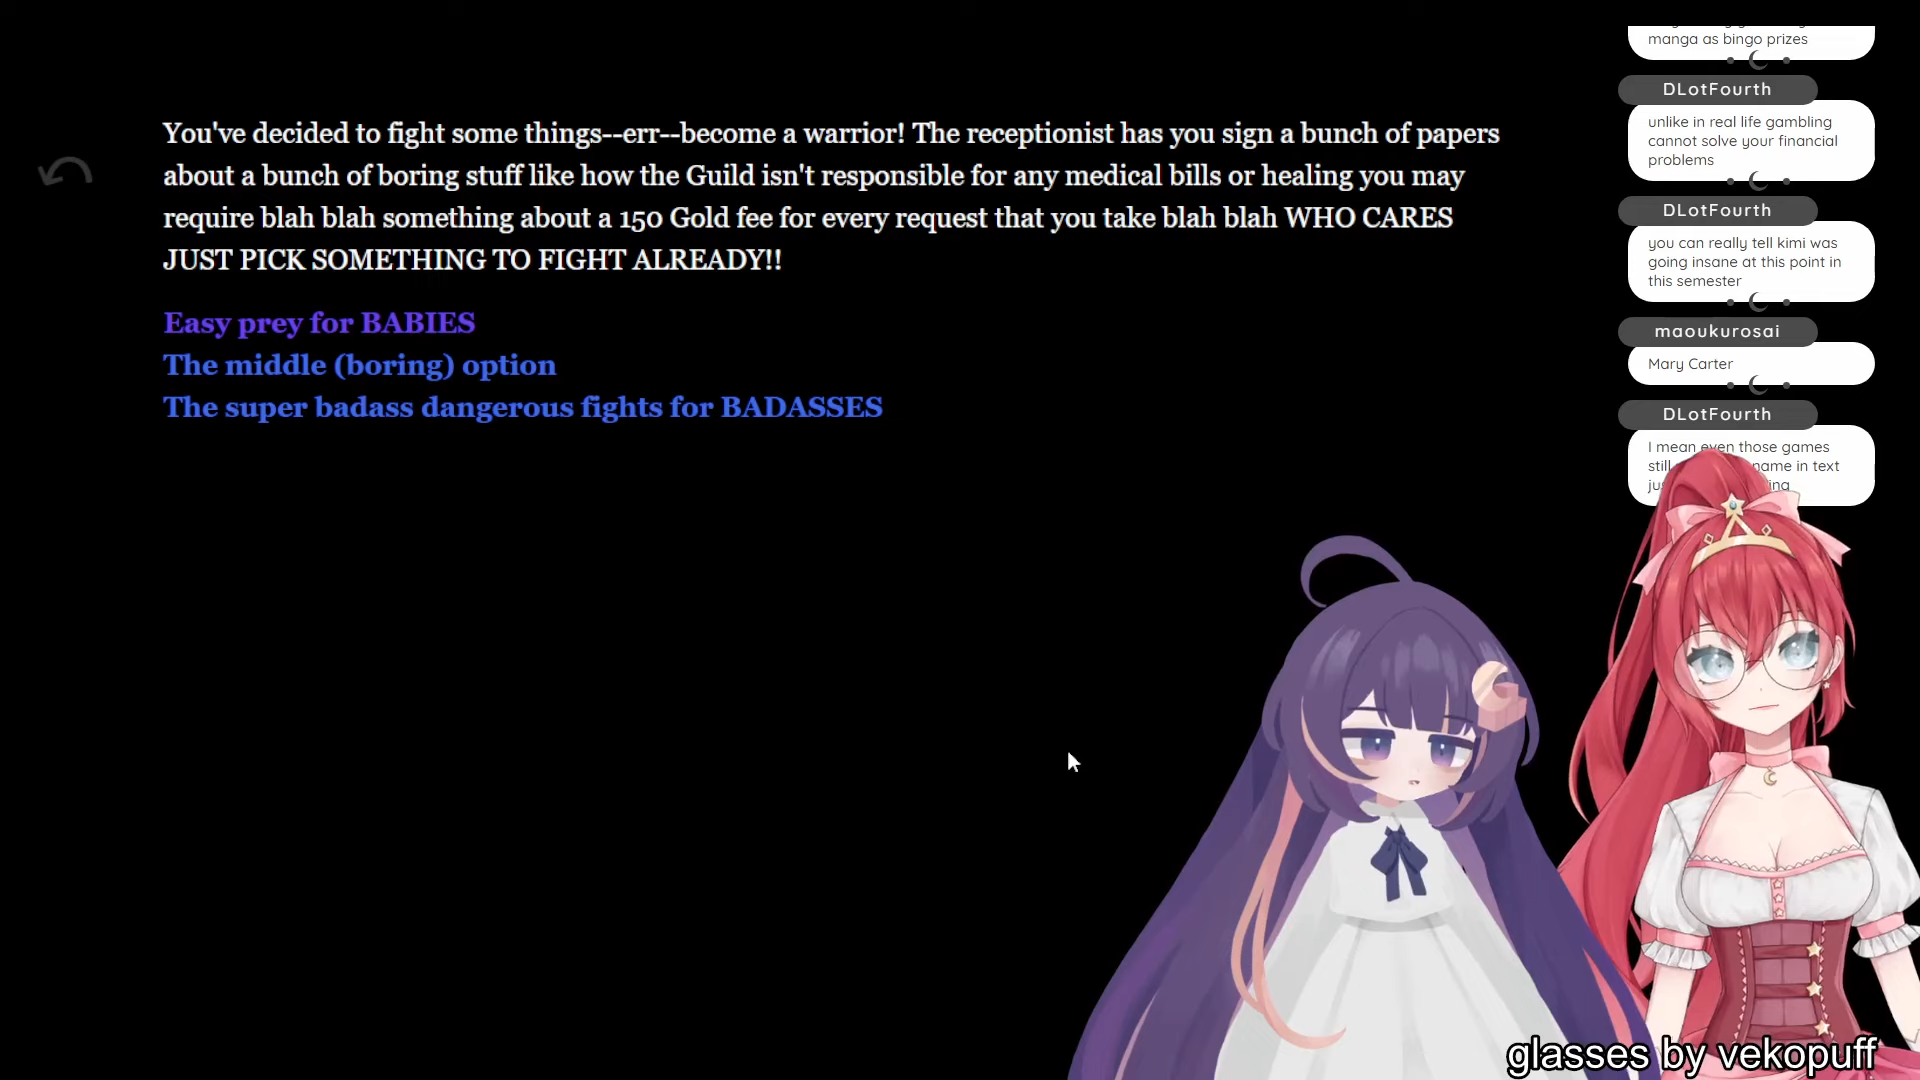 You've decided to fight some things--err--become a warrior! The receptionist has you sign a bunch of papers
about a bunch of boring stuff like how the Guild isn't responsible for any medical bills or healing you may
require blah blah something about a 150 Gold fee for every request that you take blah blah WHO CARES
JUST PICK SOMETHING TO FIGHT ALREADY!!
Easy prey for BABIES
The middle (boring) option
The super badass dangerous fights for BADASSES
manga as bingo prizes
DLotFourth
unlike in real life gambling
cannot solve your financial
problems
DLotFourth
you can really tell kimi was
going insane at this point in
this semester
maoukurosai
Mary Carter
DLotFourth
I mean even those games
still name in text
glasses by vekopuff